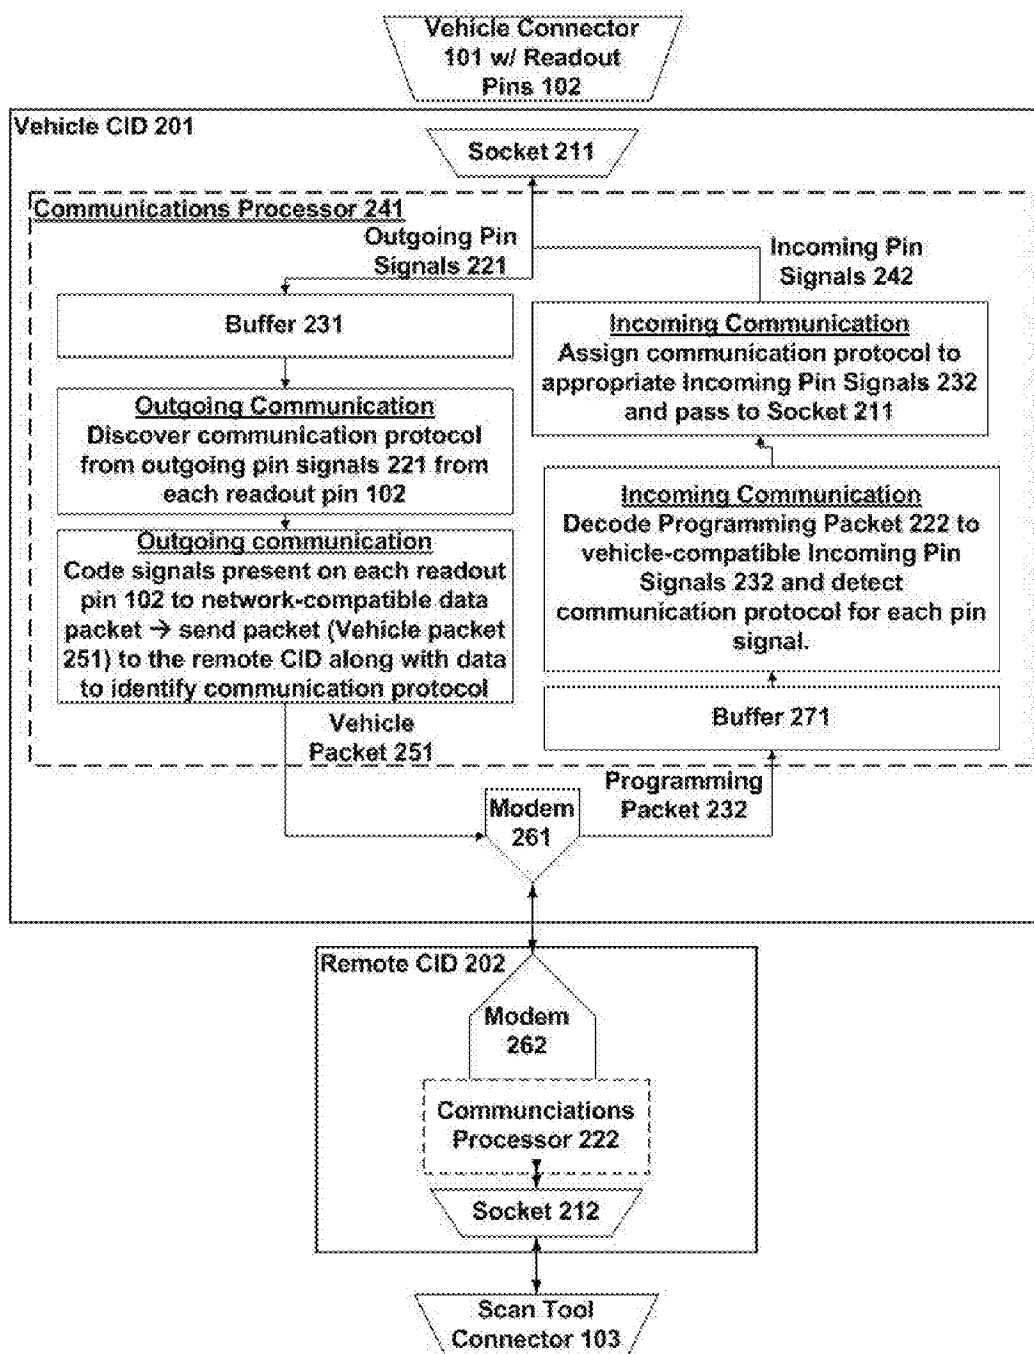 Vehicle Connector
101 w/ Readout
Pins 102
Vehicle CID 201
Socket 211
Communications Processor 241
Outgoing Pin
Signals 221
Incoming Pin
Signals 242
Buffer 231
Outgoing Communication
Discover communication protocol
from outgoing pin signals 221 from
each readout pin 102
Outgoing communication
Code signals present on each readout
pin 102 to network-compatible data
packet → send packet (Vehicle packet
251) to the remote CID along with data
to identify communication protocol
Vehicle
Packet 251
Incoming Communication
Assign communication protocol to
appropriate Incoming Pin Signals 232
and pass to Socket 211
Incoming Communication
Decode Programming Packet 222 to
vehicle-compatible Incoming Pin
Signals 232 and detect
communication protocol for each pin
signal.
Buffer 271
Programming
Packet 232
Modem
261
Remote CID 202
Modem
262
Communciations
Processor 222
Socket 212
Scan Tool
Connector 103